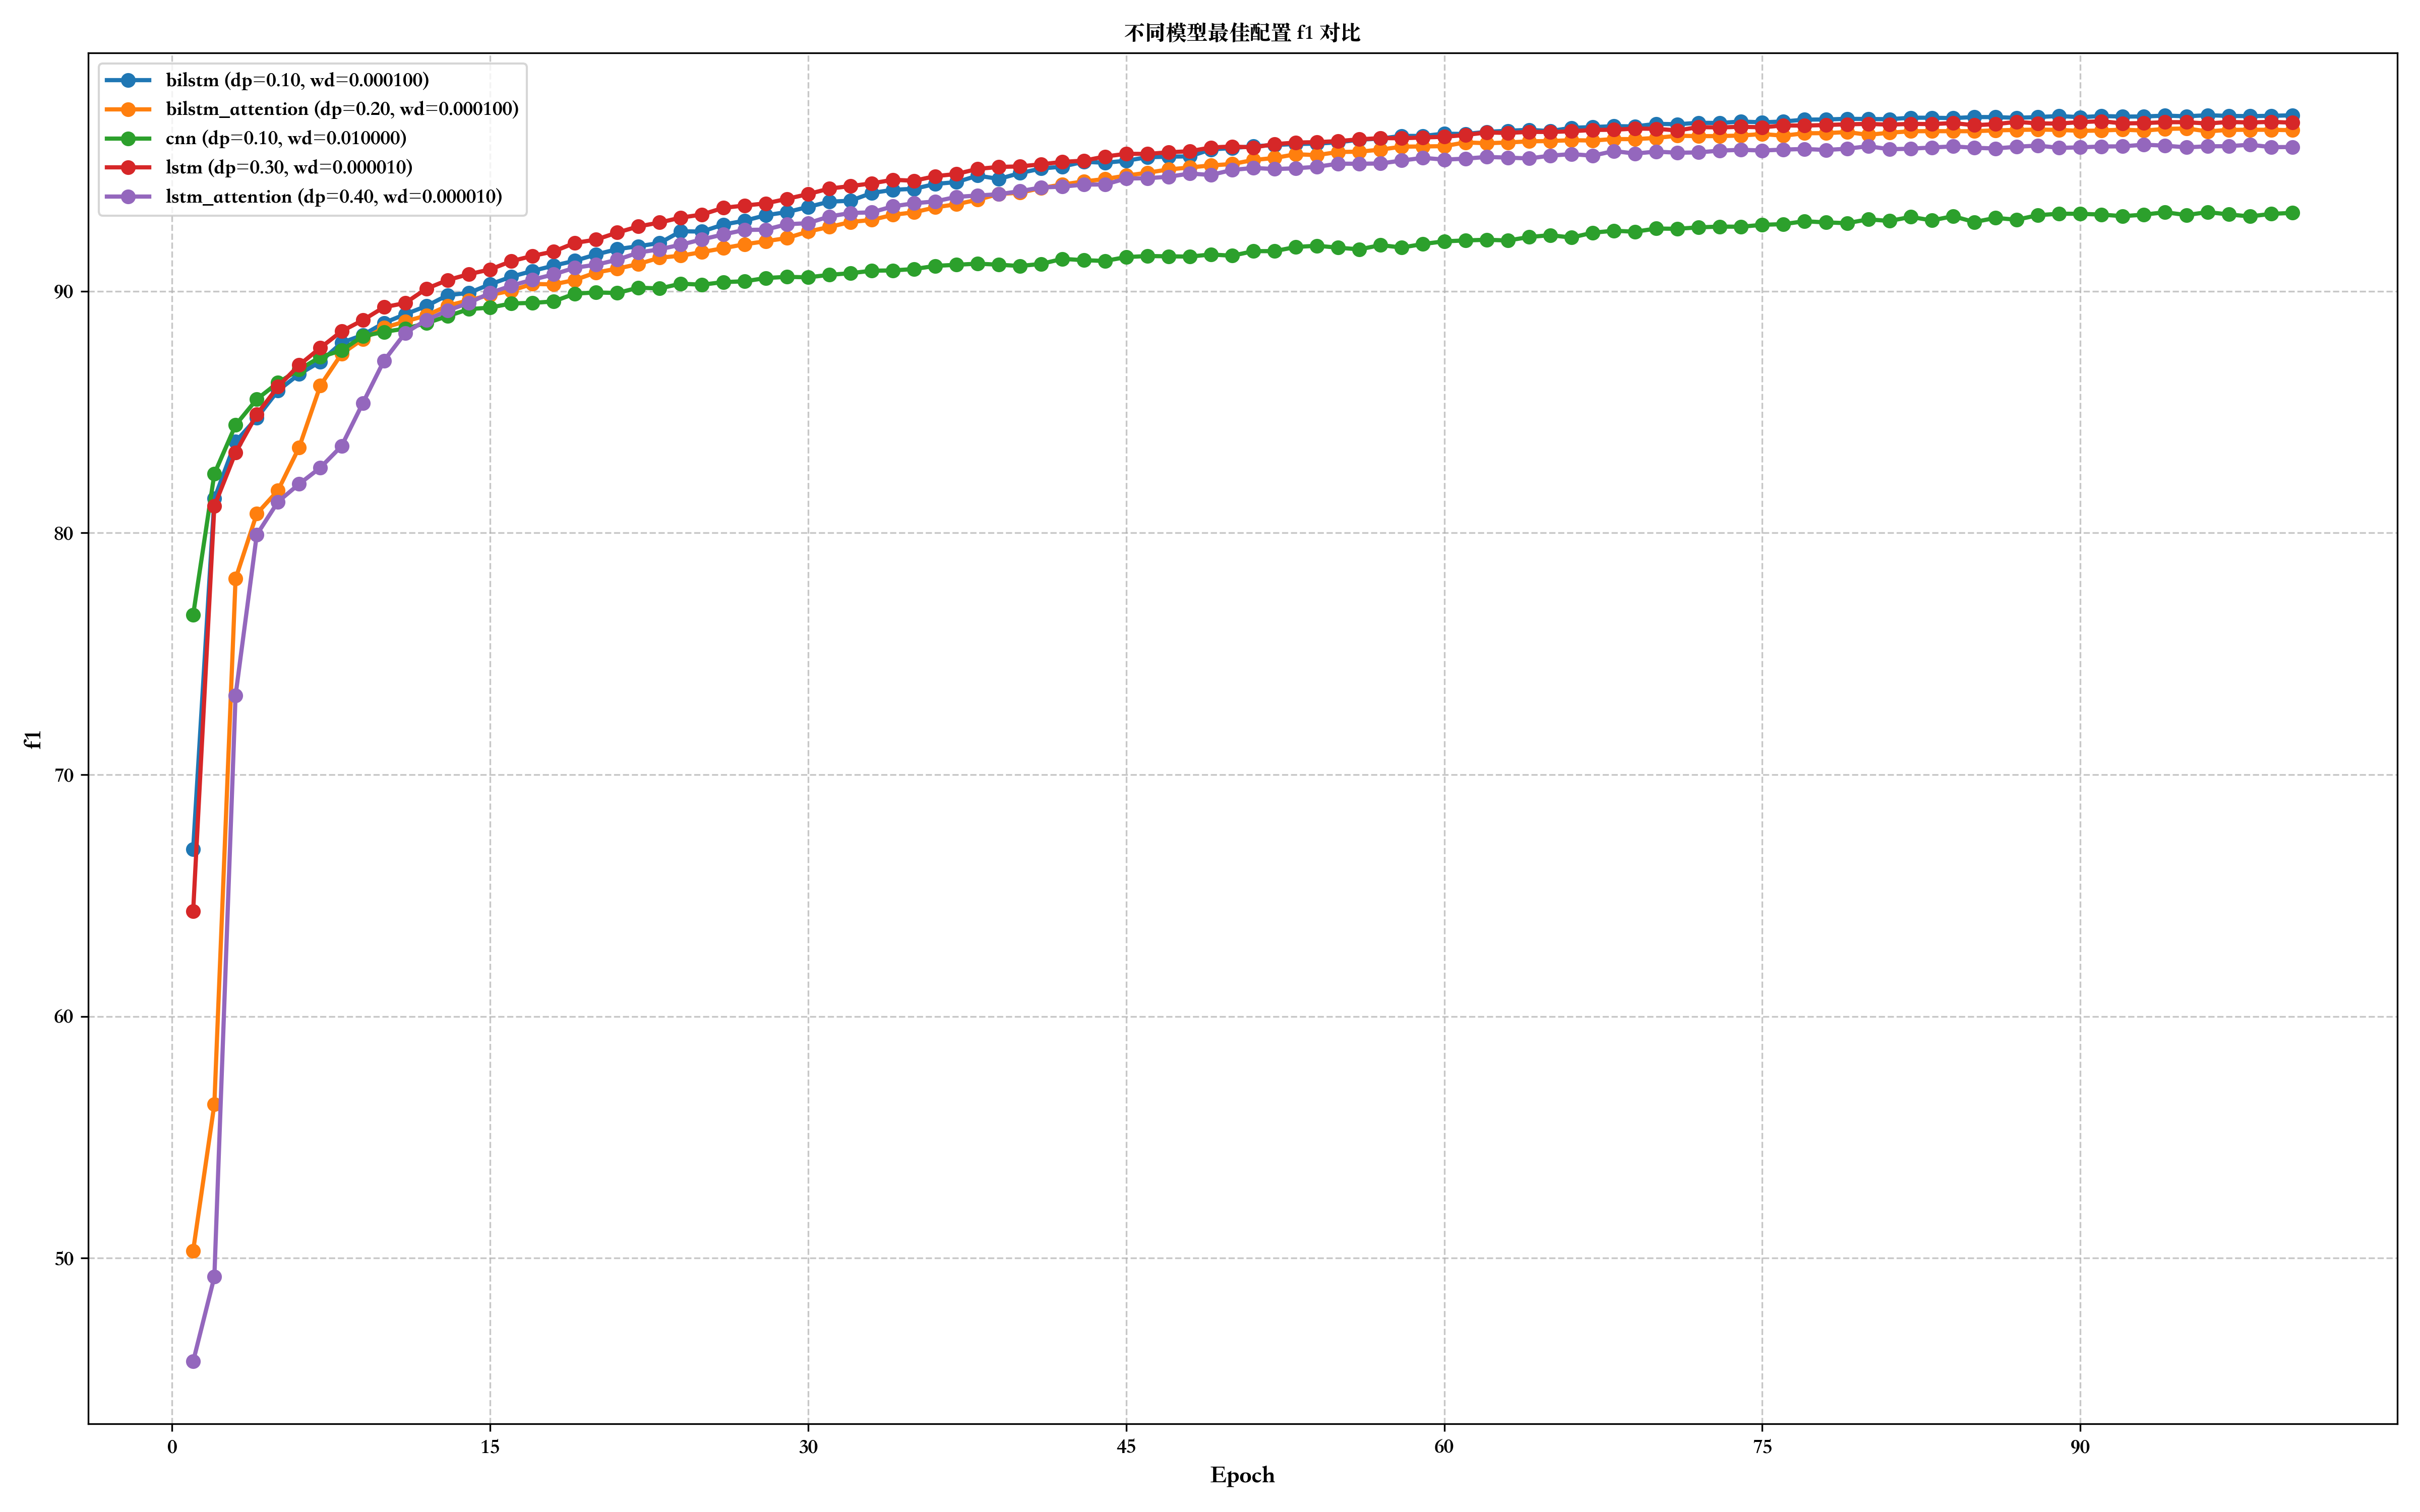 不同模型最佳配置 f1 对比
bilstm (dp=0.10, wd=0.000100)
bilstm_attention (dp=0.20, wd=0.000100)
cnn (dp=0.10, wd=0.010000)
lstm (dp=0.30, wd=0.000010)
lstm_attention (dp=0.40, wd=0.000010)
90
80
70
60
50
f1
0 15 30 45 60 75 90
Epoch